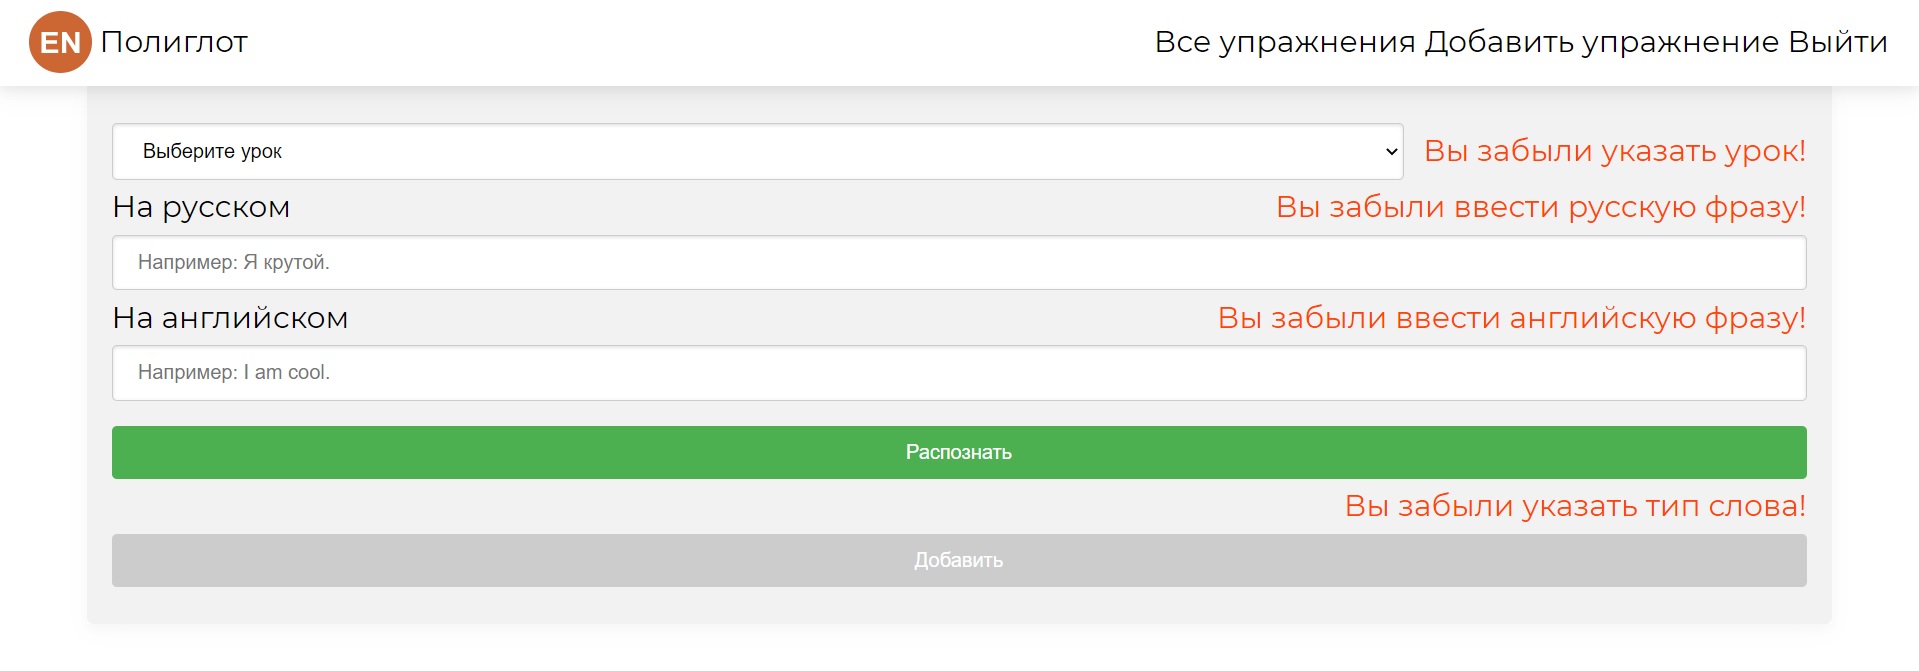 EN Полиглот Все упражнения Добавить упражнение Выйти
Выберите урок Вы забыли указать урок!
На русском Вы забыли ввести русскую фразу!
Например: Я крутой.
На английском Вы забыли ввести английскую фразу!
Например: I am cool.
Распознать
Вы забыли указать тип слова!
Добавить